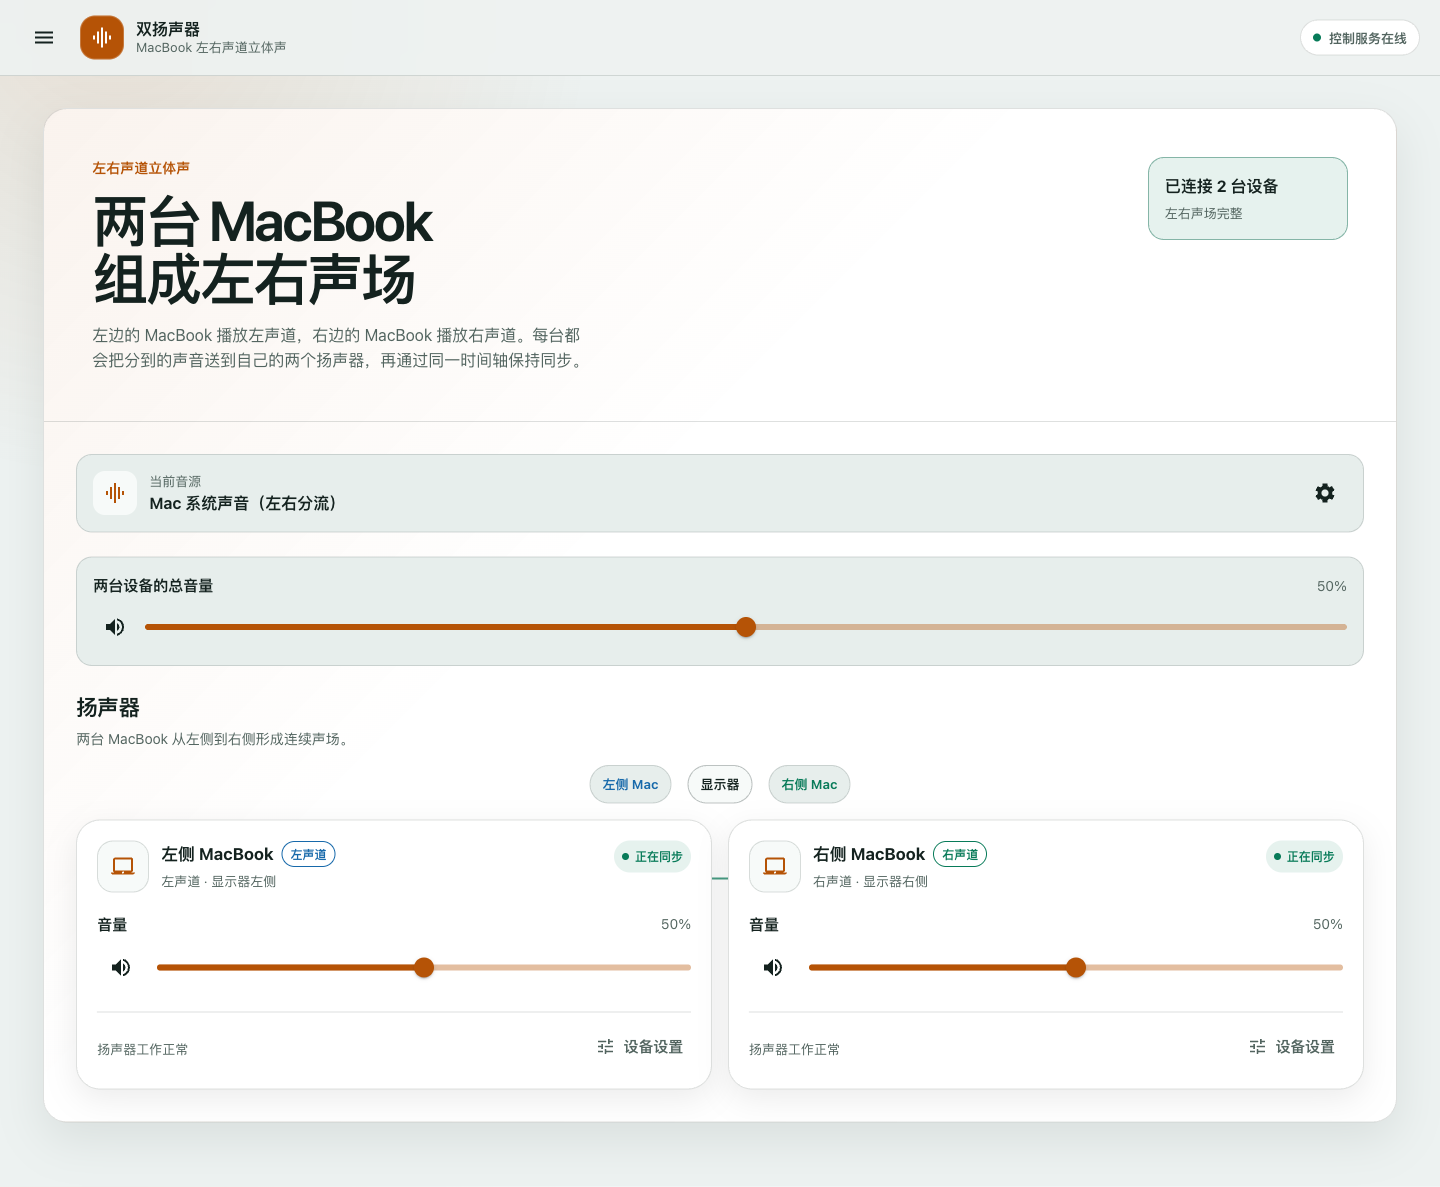 双扬声器
MacBook 左右声道立体声
控制服务在线
左右声道立体声
两台 MacBook
组成左右声场
左边的 MacBook 播放左声道，右边的 MacBook 播放右声道。每台都
会把分到的声音送到自己的两个扬声器，再通过同一时间轴保持同步。
已连接 2 台设备
左右声场完整
当前音源
Mac 系统声音（左右分流）
两台设备的总音量
50%
扬声器
两台 MacBook 从左侧到右侧形成连续声场。
左侧 Mac
显示器
右侧 Mac
左侧 MacBook
左声道
正在同步
左声道 · 显示器左侧
音量
50%
扬声器工作正常
设备设置
右侧 MacBook
右声道
正在同步
右声道 · 显示器右侧
音量
50%
扬声器工作正常
设备设置